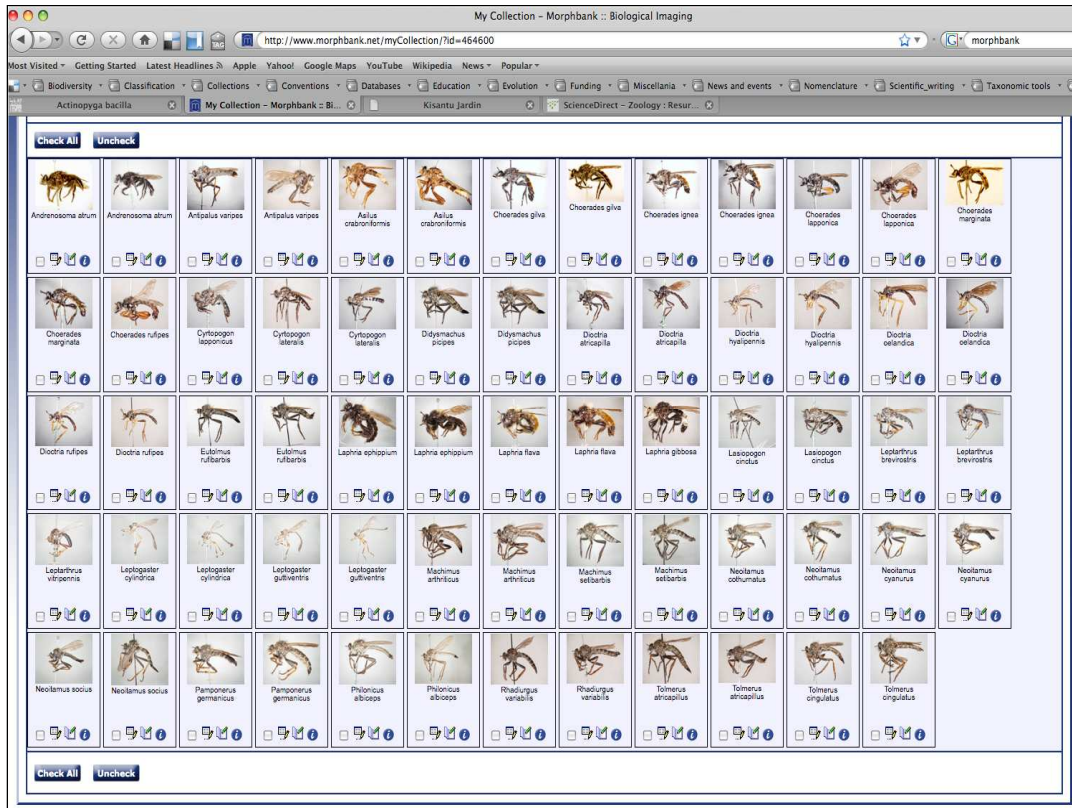 My Collection – Morphbank :: Biological Imaging
TAG
http://www.morphbank.net/myCollection/?id=464600
G
morphbank
Most Visited
Getting Started
Latest Headlines
Apple
Yahoo!
Google Maps
YouTube
Wikipedia
News
Popular
Biodiversity
Classification
Collections
Conventions
Databases
Education
Evolution
Funding
Miscellania
News and events
Nomenclature
Scientific_writing
Taxonomic tools
Actinopyga bacilla
My Collection – Morphbank :: Bi...
Kisantu Jardin
ScienceDirect – Zoology : Resur...
Check All
Uncheck
Andrenosoma atrum
Andrenosoma atrum
Antipalus varipes
Antipalus varipes
Asilus
crabroniformis
Asilus
crabroniformis
Choerades gilva
Choerades gilva
Choerades ignea
Choerades ignea
Choerades
lapponica
Choerades
lapponica
Choerades
marginata
Choerades
marginata
Choerades rufipes
Cyrtopogon
lapponicus
Cyrtopogon
lateralis
Cyrtopogon
lateralis
Didysmachus
picipes
Didysmachus
picipes
Dioctria
atricapilla
Dioctria
atricapilla
Dioctria
hyalipennis
Dioctria
hyalipennis
Dioctria
oelandica
Dioctria
oelandica
Dioctria rufipes
Dioctria rufipes
Eutolmus
rufibarbis
Eutolmus
rufibarbis
Laphria ephippium
Laphria ephippium
Laphria flava
Laphria flava
Laphria gibbosa
Lasiopogon
cinctus
Lasiopogon
cinctus
Leptarthrus
brevirostris
Leptarthrus
brevirostris
Leptarthrus
vitripennis
Leptogaster
cylindrica
Leptogaster
cylindrica
Leptogaster
guttiventris
Leptogaster
guttiventris
Machimus
arthriticus
Machimus
arthriticus
Machimus
setibarbis
Machimus
setibarbis
Neoitamus
cothurnatus
Neoitamus
cothurnatus
Neoitamus
cyanurus
Neoitamus
cyanurus
Neoitamus socius
Neoitamus socius
Pamponerus
germanicus
Pamponerus
germanicus
Philonicus
albiceps
Philonicus
albiceps
Rhadiurgus
variabilis
Rhadiurgus
variabilis
Tolmerus
atricapillus
Tolmerus
atricapillus
Tolmerus
cingulatus
Tolmerus
cingulatus
Check All
Uncheck